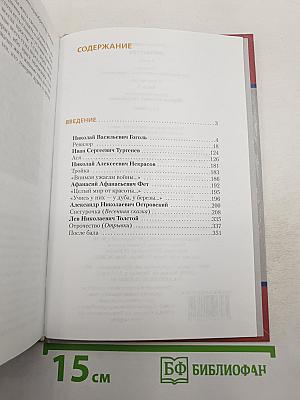 СОДЕРЖАНИЕ
ВВЕДЕНИЕ 3
Николай Васильевич Гоголь 4
Ревизор 18
Иван Сергеевич Тургенев 124
Ася 126
Николай Алексеевич Некрасов 181
Тройка 183
«Внимая ужасам войны...» 186
Афанасий Афанасьевич Фет 192
«Целый мир от красоты...» 195
«Учись у них — у дуба, у березы...» 196
Александр Николаевич Островский 200
Снегурочка (Весенняя сказка) 208
Лев Николаевич Толстой 335
Отрочество (Отрывки) 337
После бала 351
15 см
БФ БИБЛИОФАН